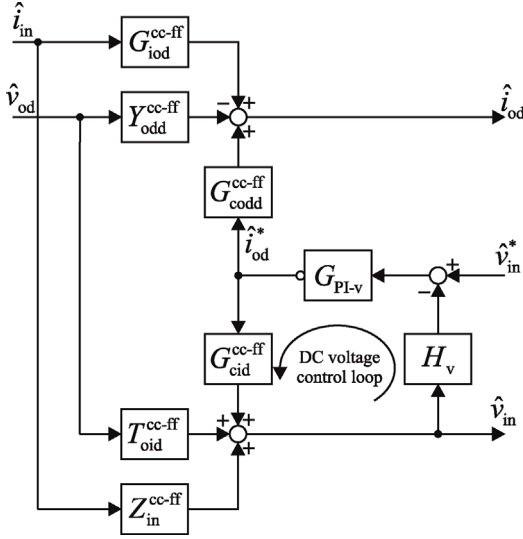 î_in
G_iod^cc-ff
v̂_od
Y_odd^cc-ff
−
+
+
î_od
G_codd^cc-ff
î_od^*
G_PI-v
+
−
v̂_in^*
G_cid^cc-ff
DC voltage
control loop
H_v
T_oid^cc-ff
+
+
+
v̂_in
Z_in^cc-ff